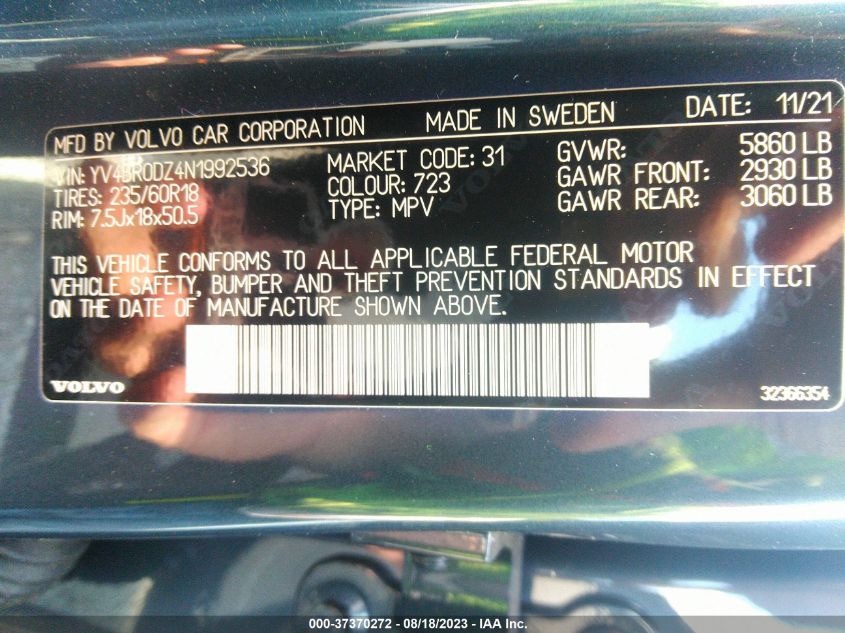 MFD BY VOLVO CAR CORPORATION MADE IN SWEDEN DATE: 11/21
VIN: YV4BR0DZ4N1992536 MARKET CODE: 31 GVWR: 5860 LB
TIRES: 235/60R18 COLOUR: 723 GAWR FRONT: 2930 LB
RIM: 7.5Jx18x50.5 TYPE: MPV GAWR REAR: 3060 LB
THIS VEHICLE CONFORMS TO ALL APPLICABLE FEDERAL MOTOR
VEHICLE SAFETY, BUMPER AND THEFT PREVENTION STANDARDS IN EFFECT
ON THE DATE OF MANUFACTURE SHOWN ABOVE.
VOLVO 32366354
000-37370272 - 08/18/2023 - IAA Inc.